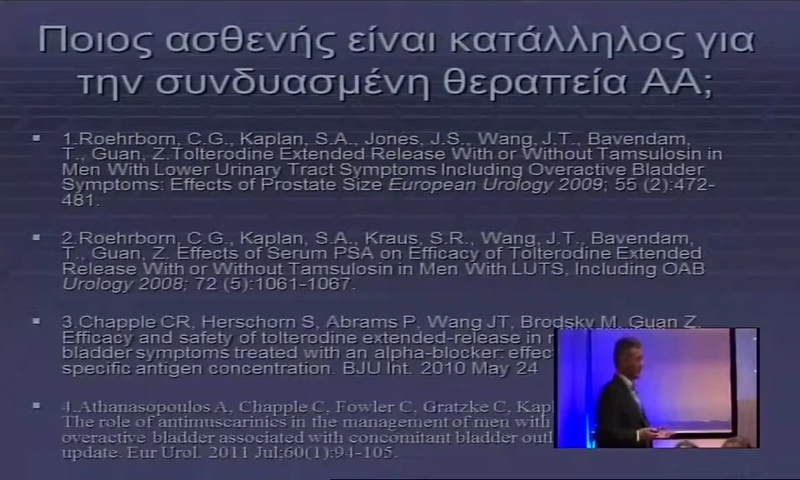 Ποιος ασθενής είναι κατάλληλος για
την συνδυασμένη θεραπεία ΑΑ;
1.Roehrborn, C.G., Kaplan, S.A., Jones, J.S., Wang, J.T., Bavendam,
T., Guan, Z.Tolterodine Extended Release With or Without Tamsulosin in
Men With Lower Urinary Tract Symptoms Including Overactive Bladder
Symptoms: Effects of Prostate Size European Urology 2009; 55 (2):472-
481.
2.Roehrborn, C.G., Kaplan, S.A., Kraus, S.R., Wang, J.T., Bavendam,
T., Guan, Z. Effects of Serum PSA on Efficacy of Tolterodine Extended
Release With or Without Tamsulosin in Men With LUTS, Including OAB
Urology 2008; 72 (5):1061-1067.
3.Chapple CR, Herschorn S, Abrams P, Wang JT, Brodsky M, Guan Z.
Efficacy and safety of tolterodine extended-release in
bladder symptoms treated with an alpha-blocker:
specific antigen concentration. BJU Int. 2010 May 24
4.Athanasopoulos A, Chapple C, Fowler C, Gratzke C,
The role of antimuscarinics in the management of men with
overactive bladder associated with concomitant bladder
update. Eur Urol. 2011 Jul;60(1):94-105.